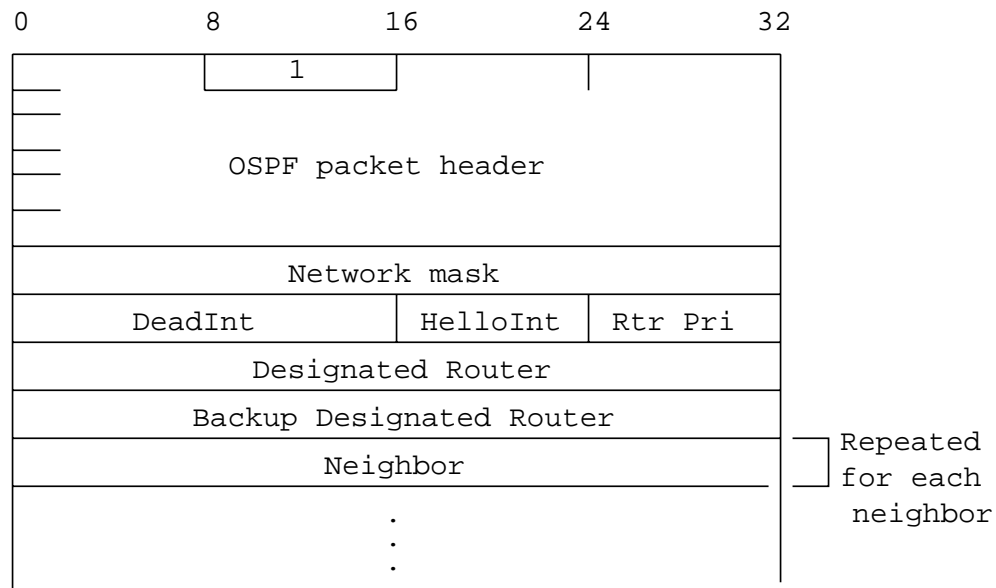 0 8 16 24 32
1
OSPF packet header
Network mask
DeadInt HelloInt Rtr Pri
Designated Router
Backup Designated Router
Neighbor
Repeated
for each
neighbor
.
.
.